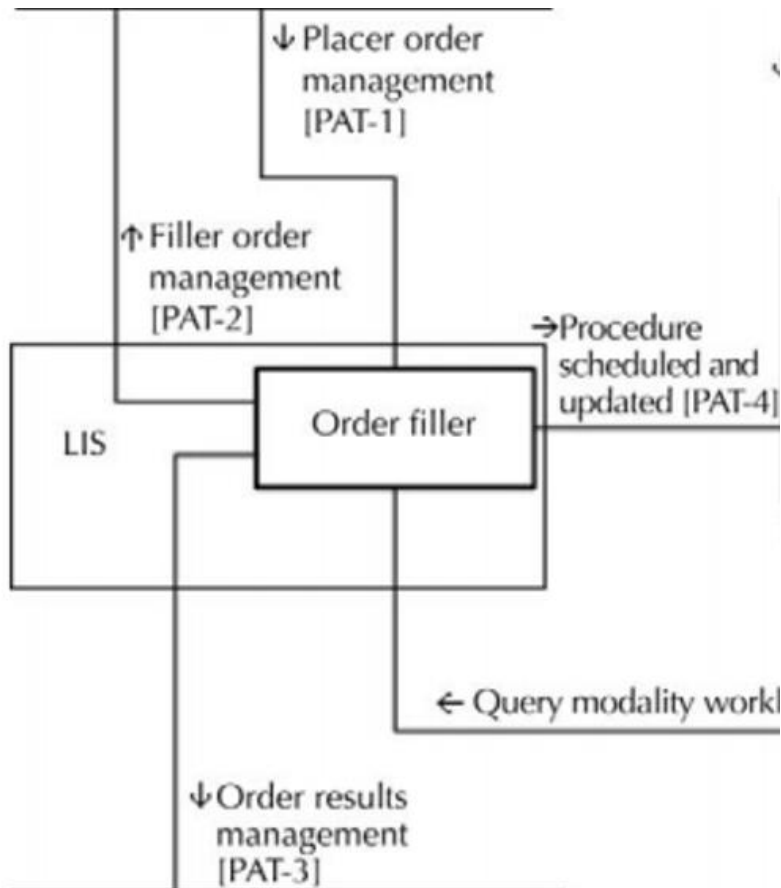 ↓ Placer order
management
[PAT-1]
↑ Filler order
management
[PAT-2]
→Procedure
scheduled and
updated [PAT-4]
Order filler
LIS
← Query modality
↓Order results
management
[PAT-3]